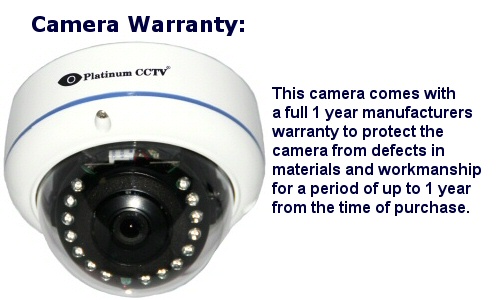 Camera Warranty:
Platinum CCTV®
This camera comes with
a full 1 year manufacturers
warranty to protect the
camera from defects in
materials and workmanship
for a period of up to 1 year
from the time of purchase.